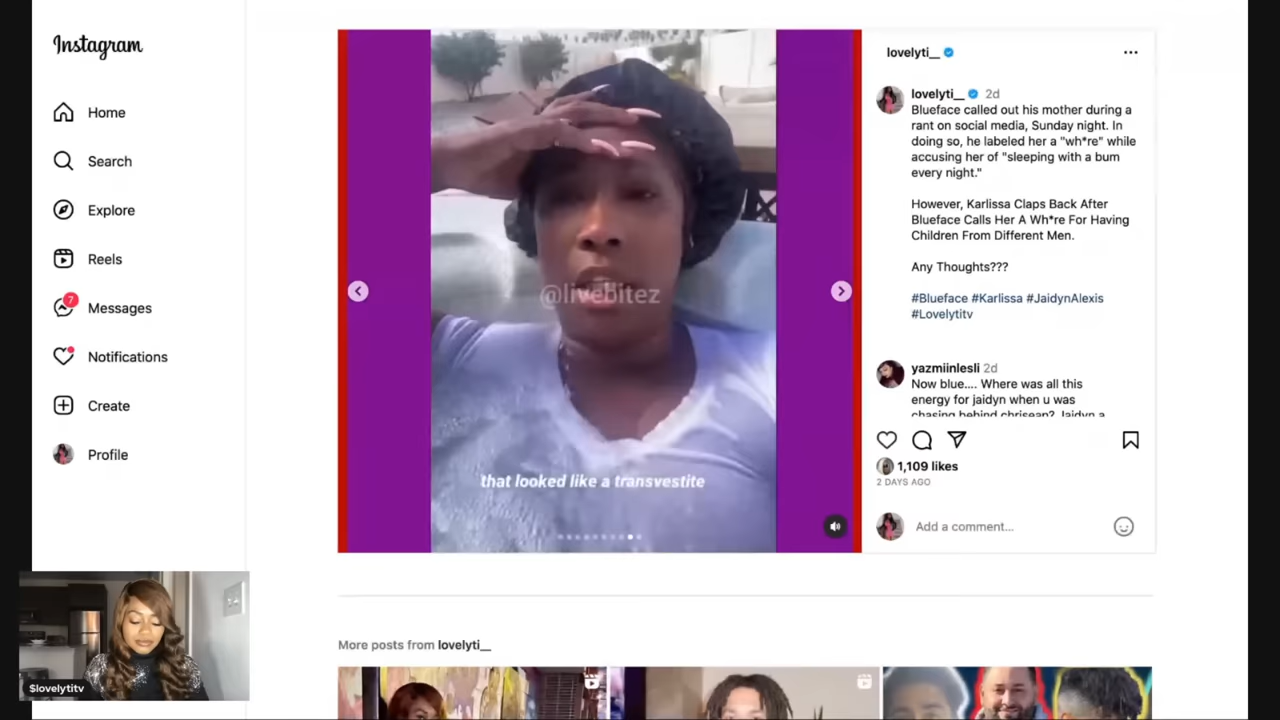 Instagram
Home
Search
Explore
Reels
7
Messages
Notifications
Create
Profile
$lovelytitv
@livebitez
that looked like a transvestite
lovelyti__
lovelyti__ 2d
Blueface called out his mother during a
rant on social media, Sunday night. In
doing so, he labeled her a "wh*re" while
accusing her of "sleeping with a bum
every night."
However, Karlissa Claps Back After
Blueface Calls Her A Wh*re For Having
Children From Different Men.
Any Thoughts???
#Blueface #Karlissa #JaidynAlexis
#Lovelytitv
yazmiinlesli 2d
Now blue.... Where was all this
energy for jaidyn when u was
chasing behind chrisean? Jaidyn a
1,109 likes
2 DAYS AGO
Add a comment...
More posts from lovelyti__